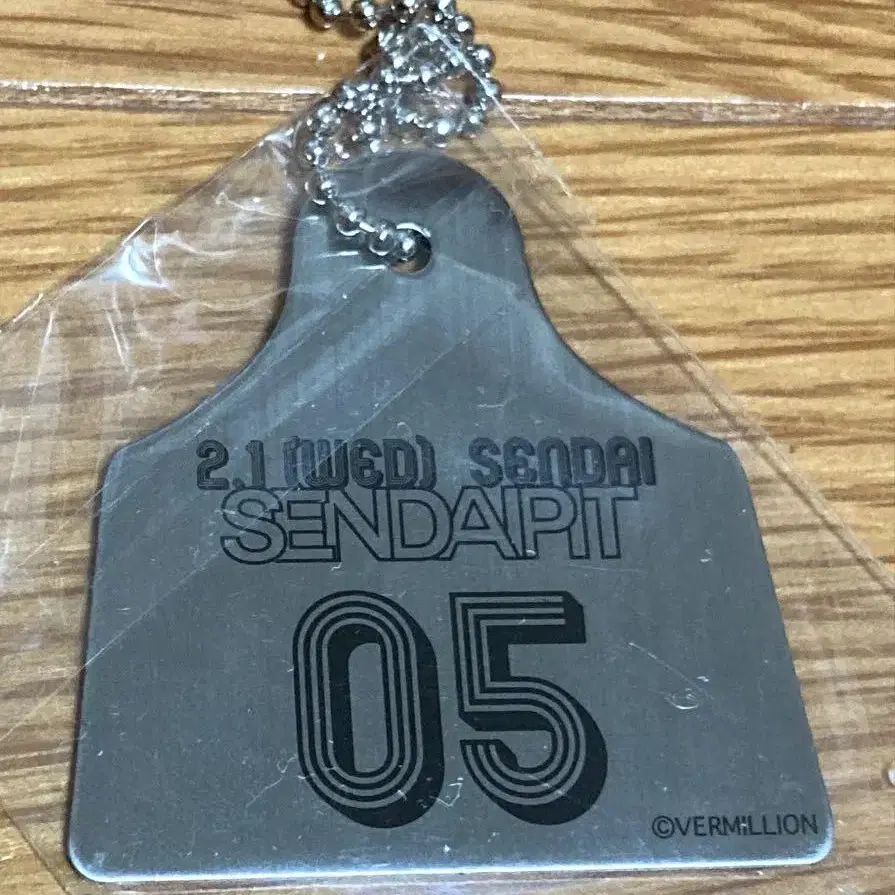 2.1 (WED) SENDAI
SENDAIPIT
05
©VERMILLION